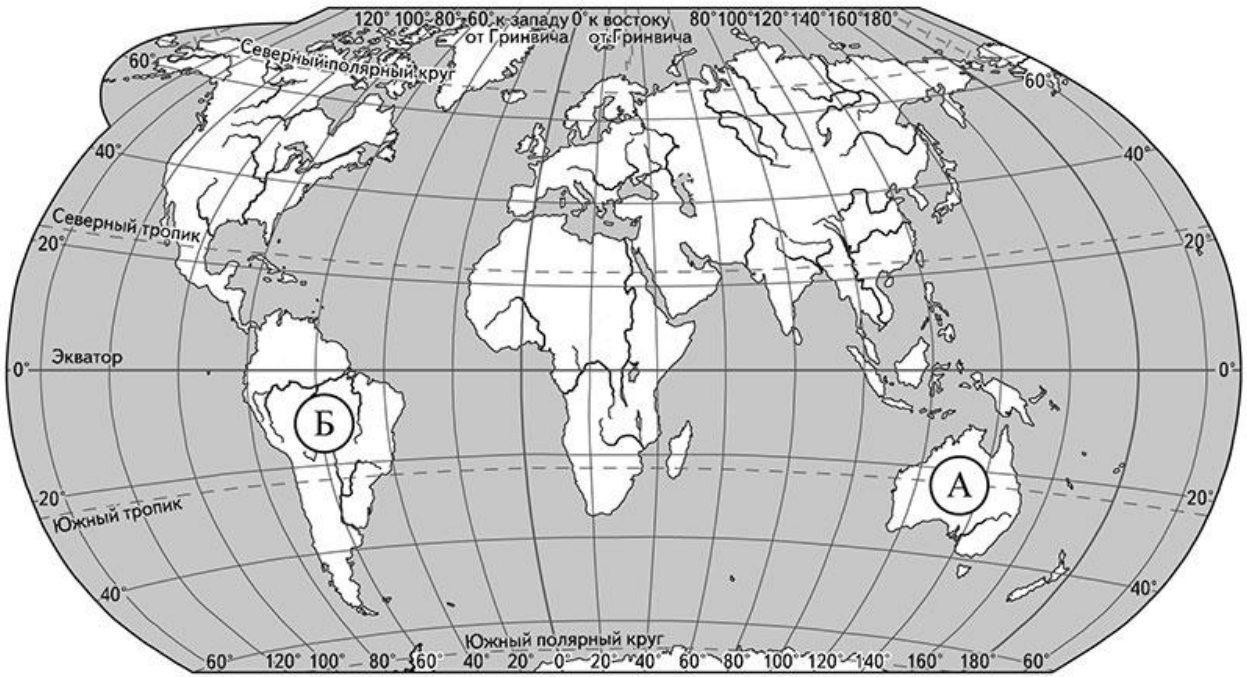 120° 100° 80° 60° к западу 0° к востоку 80° 100° 120° 140° 160° 180°
от Гринвича от Гринвича
Северный полярный круг
60° 60°
40° 40°
Северный тропик
20° 20°
Экватор
0° 0°
Б
А
20° 20°
Южный тропик
40° 40°
Южный полярный круг
60° 120° 100° 80° 60° 40° 20° 0° 20° 40° 60° 80° 100° 120° 140° 160° 180° 60°